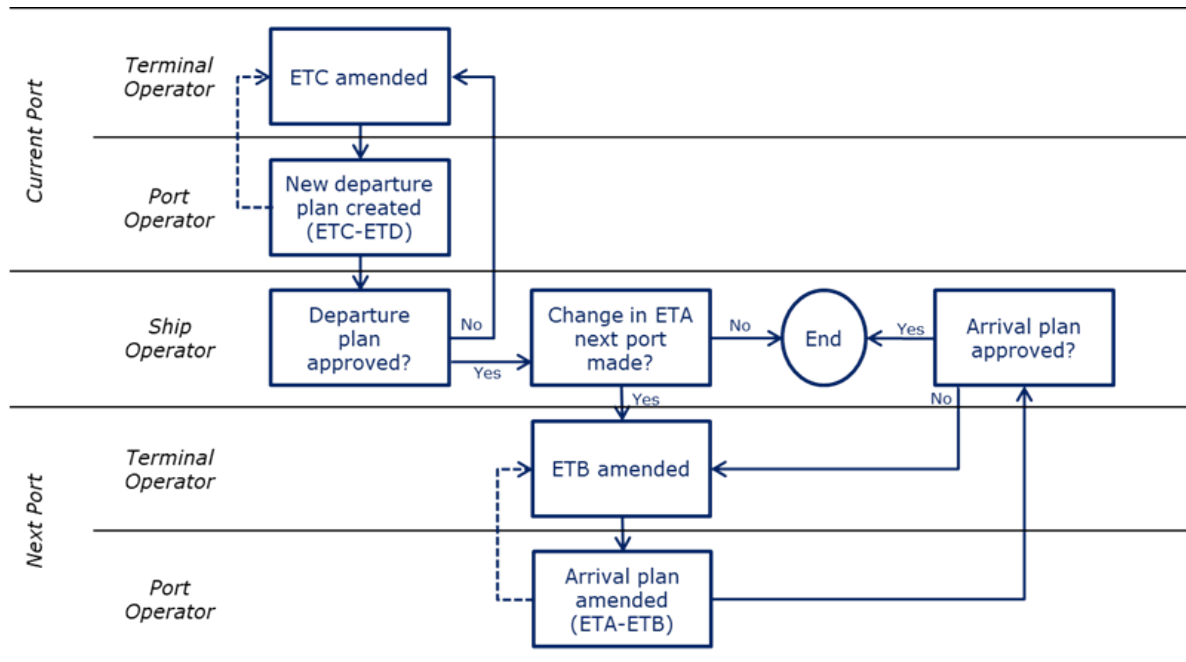 Current Port
Terminal
Operator
ETC amended
Port
Operator
New departure
plan created
(ETC-ETD)
Ship
Operator
Departure
plan
approved?
No
Yes
Change in ETA
next port
made?
No
Yes
End
Yes
Arrival plan
approved?
No
Next Port
Terminal
Operator
ETB amended
Port
Operator
Arrival plan
amended
(ETA-ETB)